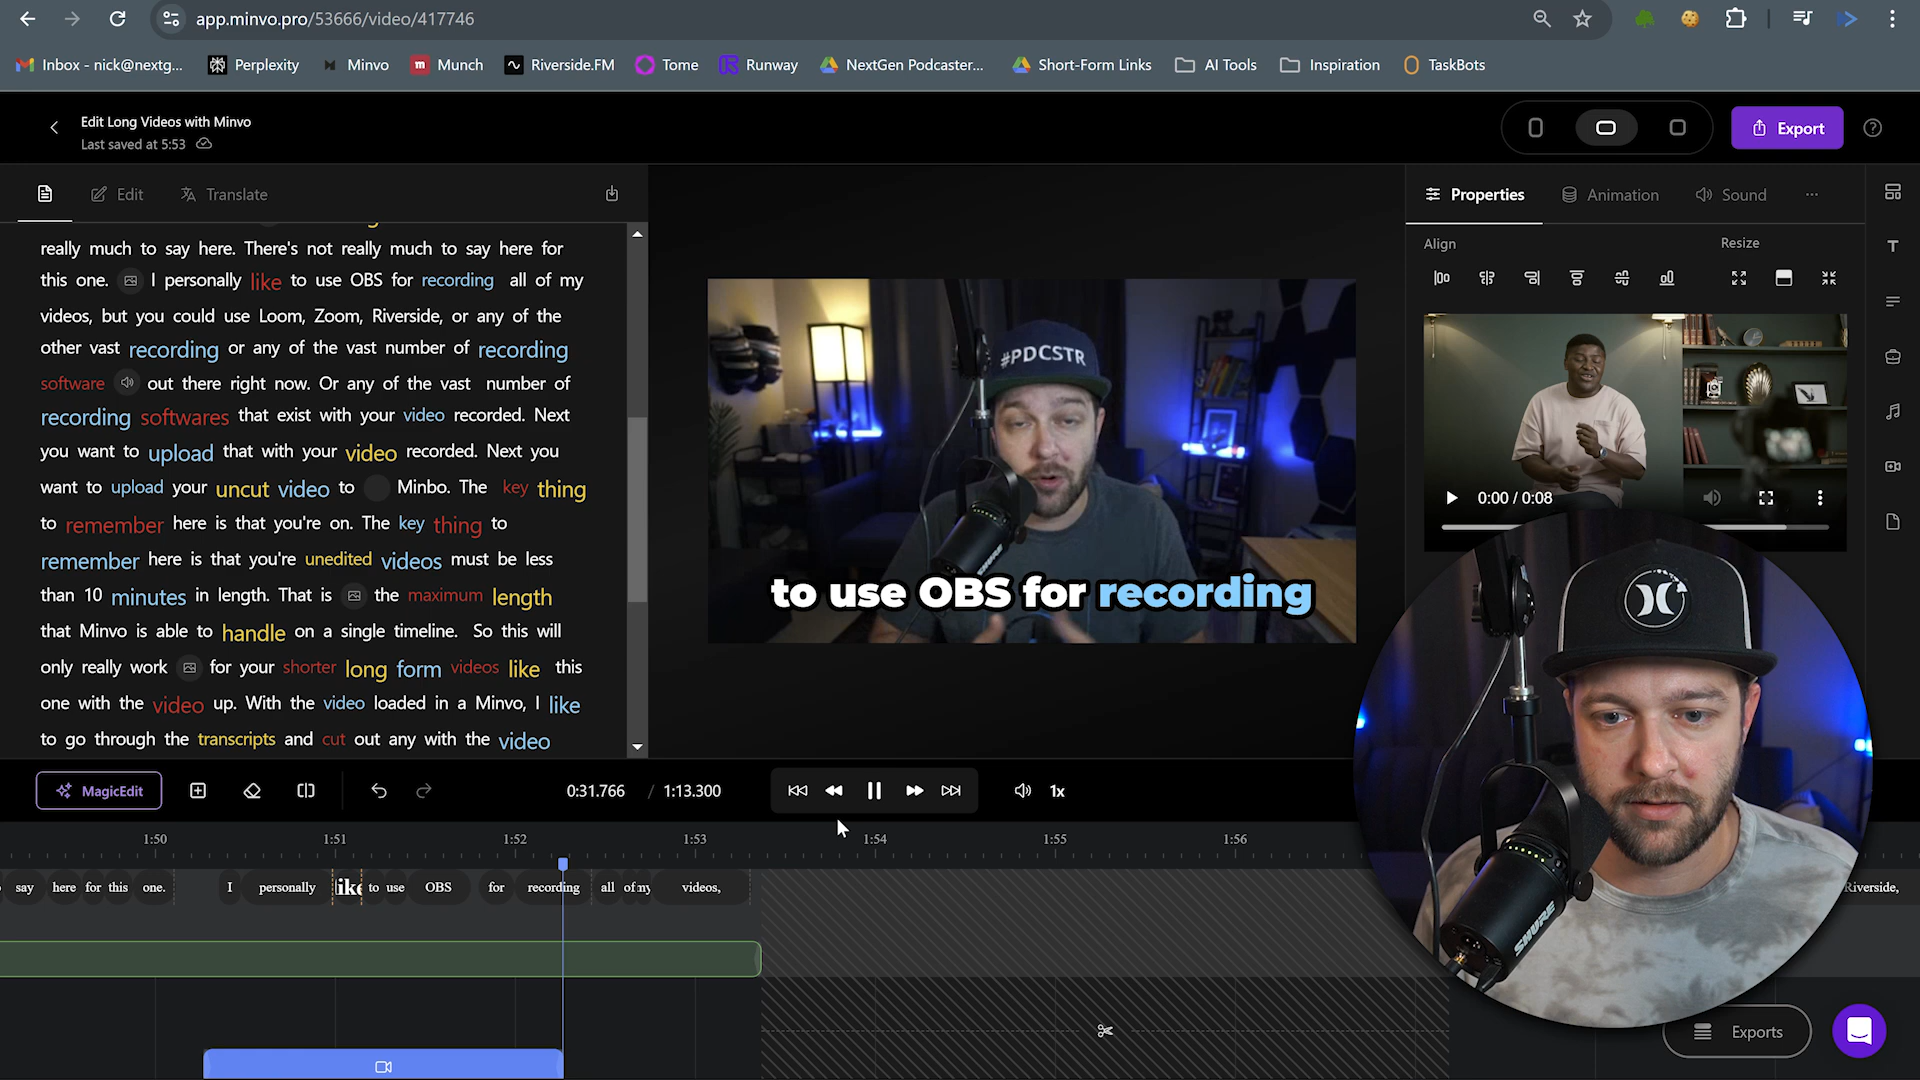 app.minvo.pro/53666/video/417746
Inbox - nick@nextg...
Perplexity
Minvo
Munch
Riverside.FM
Tome
Runway
NextGen Podcaster...
Short-Form Links
AI Tools
Inspiration
TaskBots
Edit Long Videos with Minvo
Last saved at 5:53
Export
Edit
Translate
Properties
Animation
Sound
Align
Resize
really much to say here. There's not really much to say here for
this one. I personally like to use OBS for recording all of my
videos, but you could use Loom, Zoom, Riverside, or any of the
other vast recording or any of the vast number of recording
software out there right now. Or any of the vast number of
recording softwares that exist with your video recorded. Next
you want to upload that with your video recorded. Next you
want to upload your uncut video to Minbo. The key thing
to remember here is that you're on. The key thing to
remember here is that you're unedited videos must be less
than 10 minutes in length. That is the maximum length
that Minvo is able to handle on a single timeline. So this will
only really work for your shorter long form videos like this
one with the video up. With the video loaded in a Minvo, I like
to go through the transcripts and cut out any with the video
#PDCSTR
to use OBS for recording
0:00 / 0:08
MagicEdit
0:31.766 / 1:13.300
1x
1:50
1:51
1:52
1:53
1:54
1:55
1:56
say here for this one. I personally like to use OBS for recording all of my videos,
Riverside,
SHURE
Exports